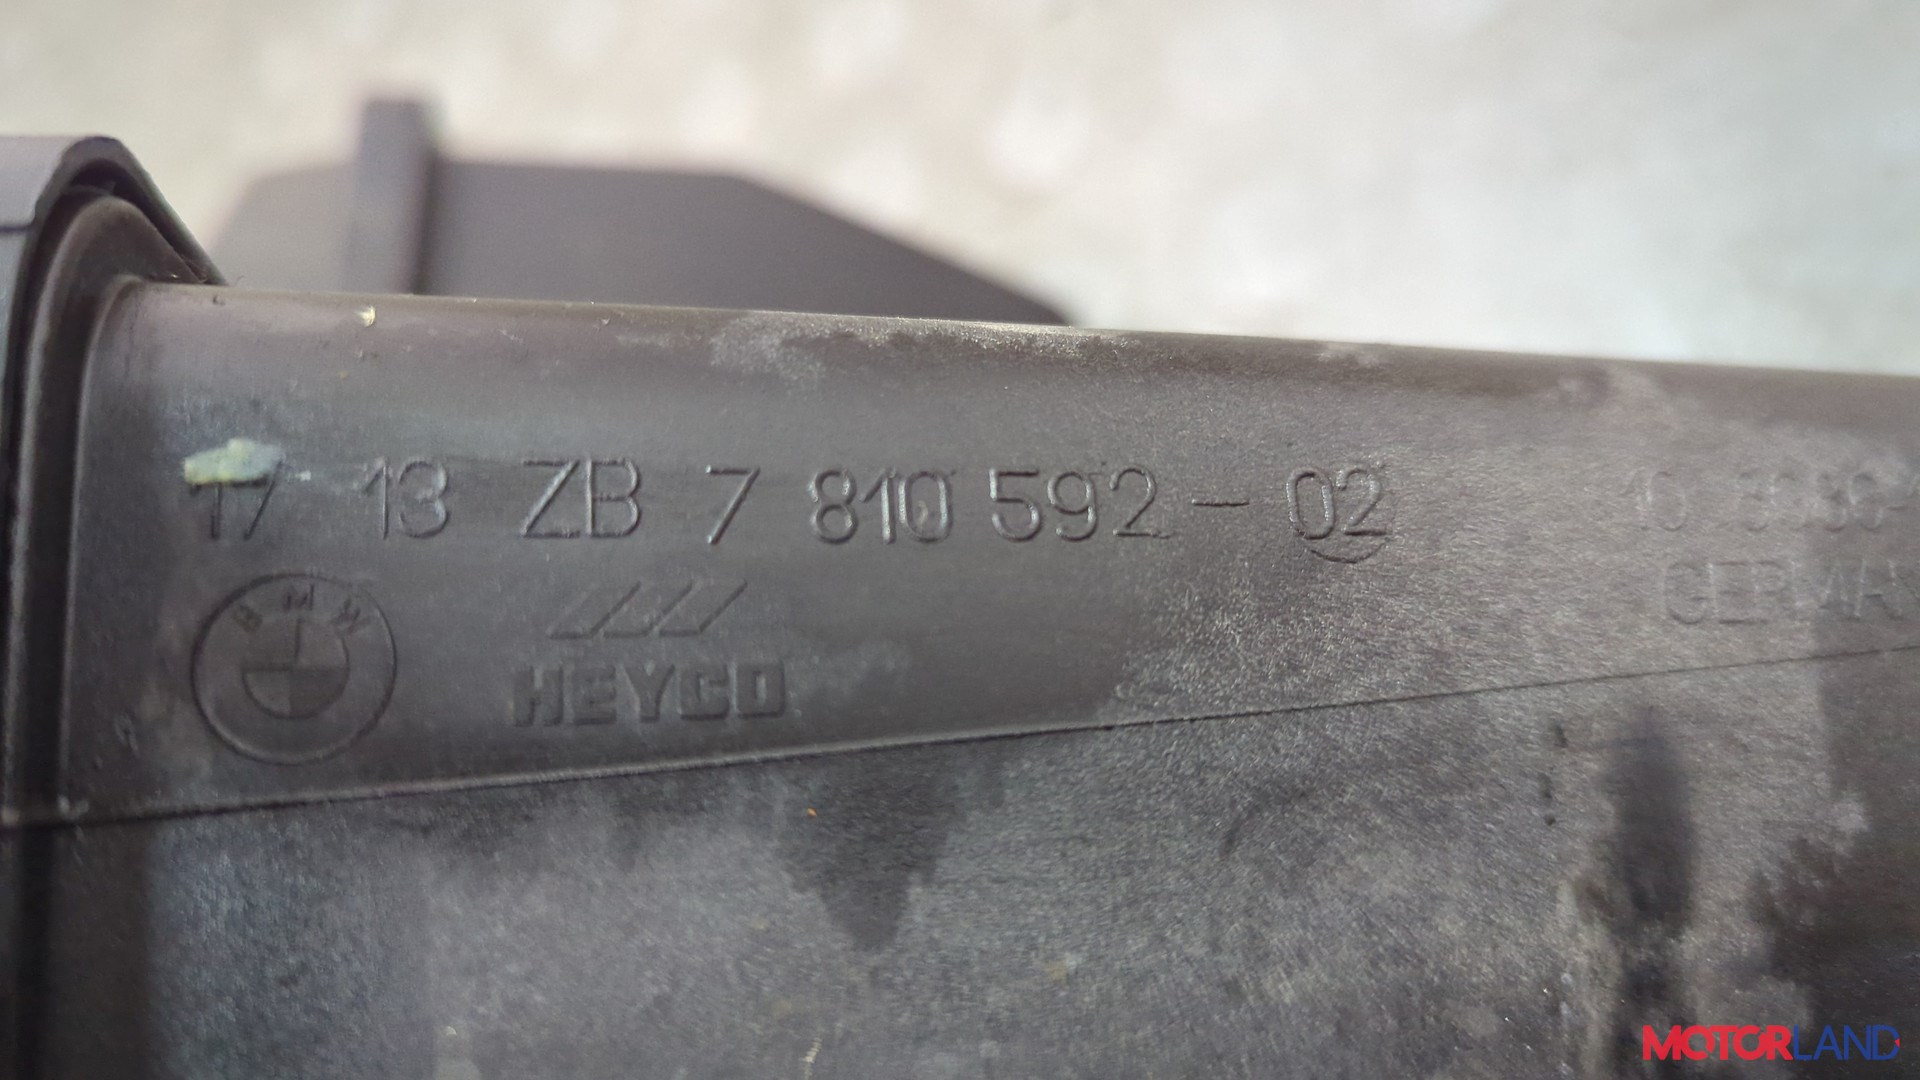 17 13 ZB 7 810 592 - 02
BMW
HEYCO
MOTORLAND